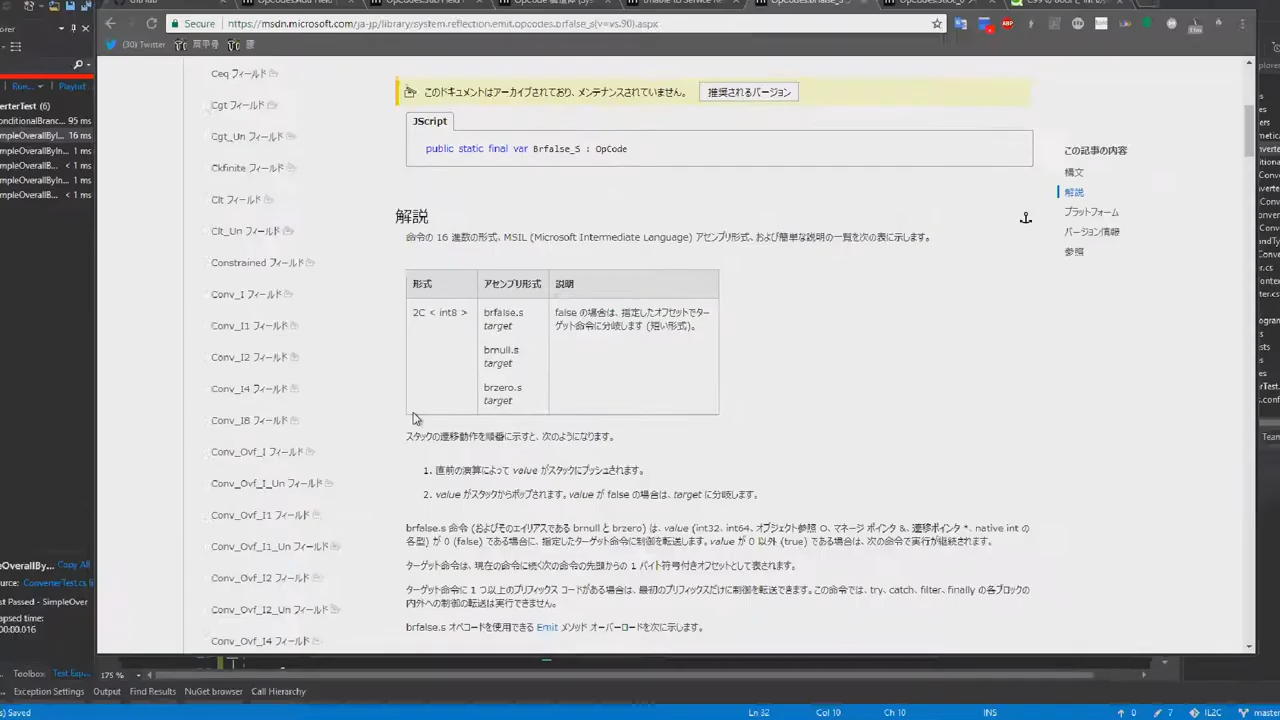 Secure | https://msdn.microsoft.com/ja-jp/library/system.reflection.emit.opcodes.brfalse_s(v=vs.90).aspx
(30) Twitter
Run...
Playlist
95 ms
16 ms
< 1 ms
< 1 ms
< 1 ms
< 1 ms
Ceq フィールド
Cgt フィールド
Cgt_Un フィールド
Ckfinite フィールド
Clt フィールド
Clt_Un フィールド
Constrained フィールド
Conv_I フィールド
Conv_I1 フィールド
Conv_I2 フィールド
Conv_I4 フィールド
Conv_I8 フィールド
Conv_Ovf_I フィールド
Conv_Ovf_I_Un フィールド
Conv_Ovf_I1 フィールド
Conv_Ovf_I1_Un フィールド
Conv_Ovf_I2 フィールド
Conv_Ovf_I2_Un フィールド
Conv_Ovf_I4 フィールド
このドキュメントはアーカイブされており、メンテナンスされていません。
推奨されるバージョン
JScript
public static final var Brfalse_S : OpCode
解説
命令の 16 進数の形式、MSIL (Microsoft Intermediate Language) アセンブリ形式、および簡単な説明の一覧を次の表に示します。
形式 アセンブリ形式 説明
2C < int8 >
brfalse.s
target
brnull.s
target
brzero.s
target
false の場合は、指定したオフセットでター
ゲット命令に分岐します (短い形式)。
スタックの遷移動作を順番に示すと、次のようになります。
1. 直前の演算によって value がスタックにプッシュされます。
2. value がスタックからポップされます。value が false の場合は、target に分岐します。
brfalse.s 命令 (およびそのエイリアスである brnull と brzero) は、value (int32、int64、オブジェクト参照 O、マネージ ポインタ &、遷移ポインタ *、native int の
各型) が 0 (false) である場合に、指定したターゲット命令に制御を転送します。value が 0 以外 (true) である場合は、次の命令で実行が継続されます。
ターゲット命令は、現在の命令に続く次の命令の先頭からの 1 バイト符号付きオフセットとして表されます。
ターゲット命令に 1 つ以上のプリフィックス コードがある場合は、最初のプリフィックスだけに制御を転送できます。この命令では、try、catch、filter、finally の各ブロックの
内外への制御の転送は実行できません。
brfalse.s オペコードを使用できる Emit メソッド オーバーロードを次に示します。
この記事の内容
構文
解説
プラットフォーム
バージョン情報
参照
Copy All
ConverterTest.cs
Test Passed - SimpleOver
0:00.016
Toolbox
Test Exp...
175 %
Exception Settings
Output
Find Results
NuGet browser
Call Hierarchy
Saved
Ln 32
Col 10
Ch 10
INS
0
7
IL2C
master